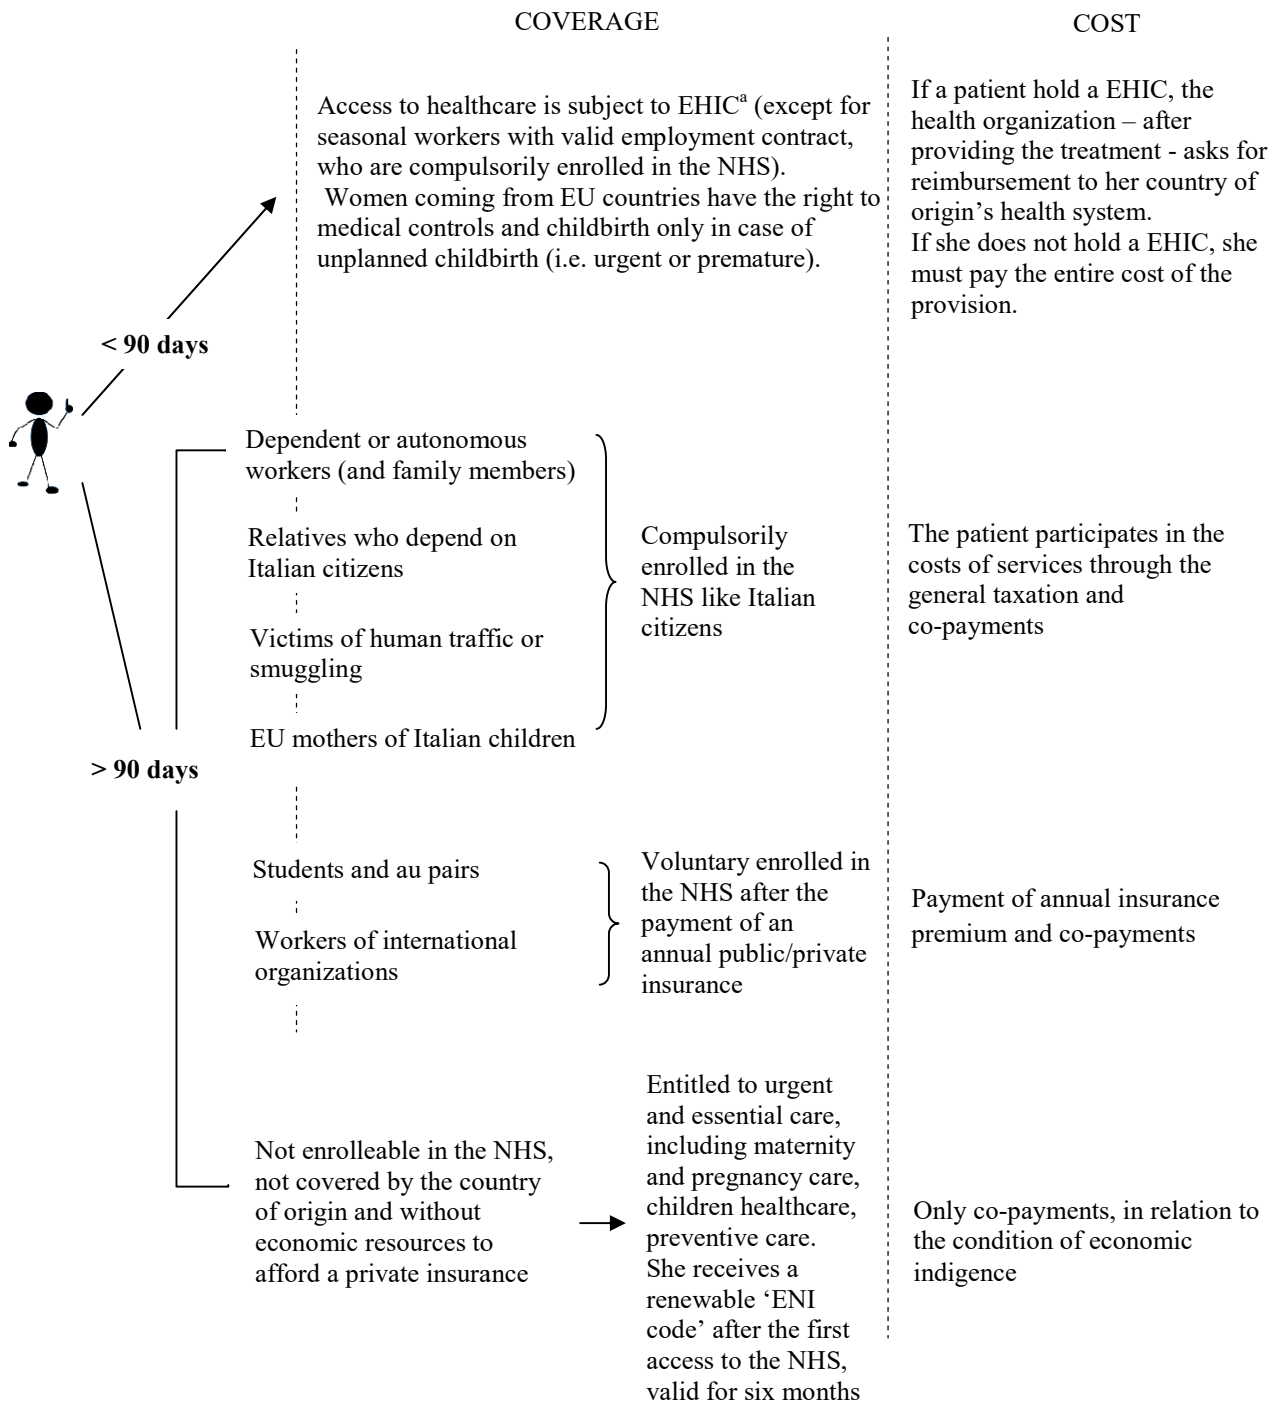 COVERAGE
COST
Access to healthcare is subject to EHICᵃ (except for
seasonal workers with valid employment contract,
who are compulsorily enrolled in the NHS).
Women coming from EU countries have the right to
medical controls and childbirth only in case of
unplanned childbirth (i.e. urgent or premature).
If a patient hold a EHIC, the
health organization – after
providing the treatment - asks for
reimbursement to her country of
origin’s health system.
If she does not hold a EHIC, she
must pay the entire cost of the
provision.
< 90 days
Dependent or autonomous
workers (and family members)
Relatives who depend on
Italian citizens
Victims of human traffic or
smuggling
EU mothers of Italian children
Compulsorily
enrolled in the
NHS like Italian
citizens
The patient participates in the
costs of services through the
general taxation and
co-payments
> 90 days
Students and au pairs
Workers of international
organizations
Voluntary enrolled in
the NHS after the
payment of an
annual public/private
insurance
Payment of annual insurance
premium and co-payments
Not enrolleable in the NHS,
not covered by the country
of origin and without
economic resources to
afford a private insurance
Entitled to urgent
and essential care,
including maternity
and pregnancy care,
children healthcare,
preventive care.
She receives a
renewable ‘ENI
code’ after the first
access to the NHS,
valid for six months
Only co-payments, in relation to
the condition of economic
indigence